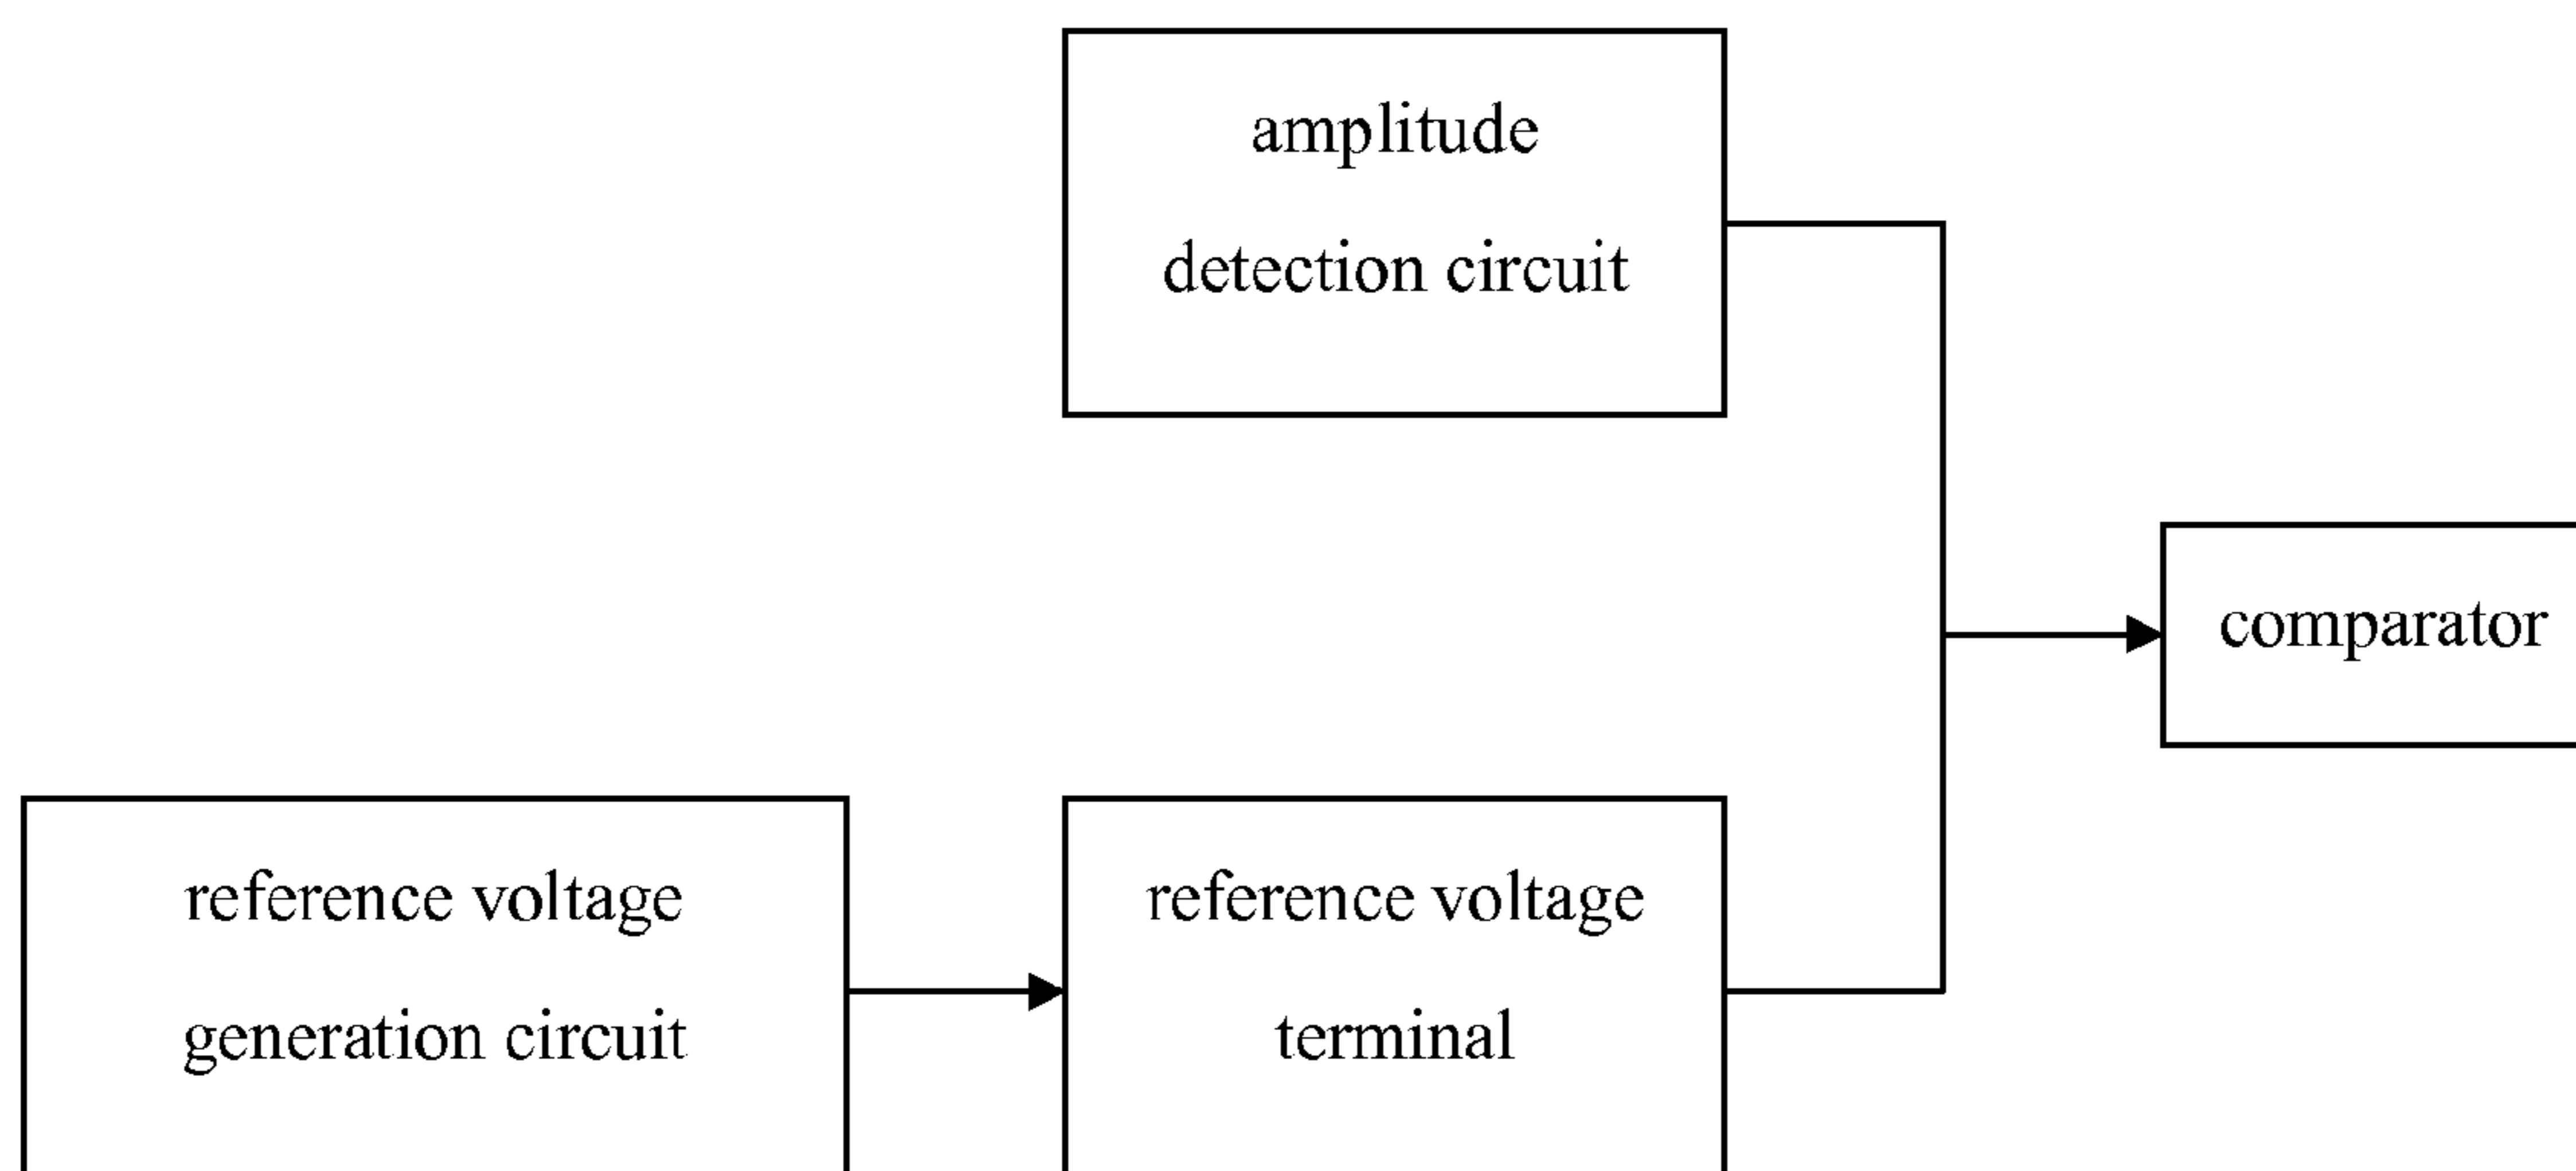 amplitude
detection circuit
comparator
reference voltage
generation circuit
reference voltage
terminal